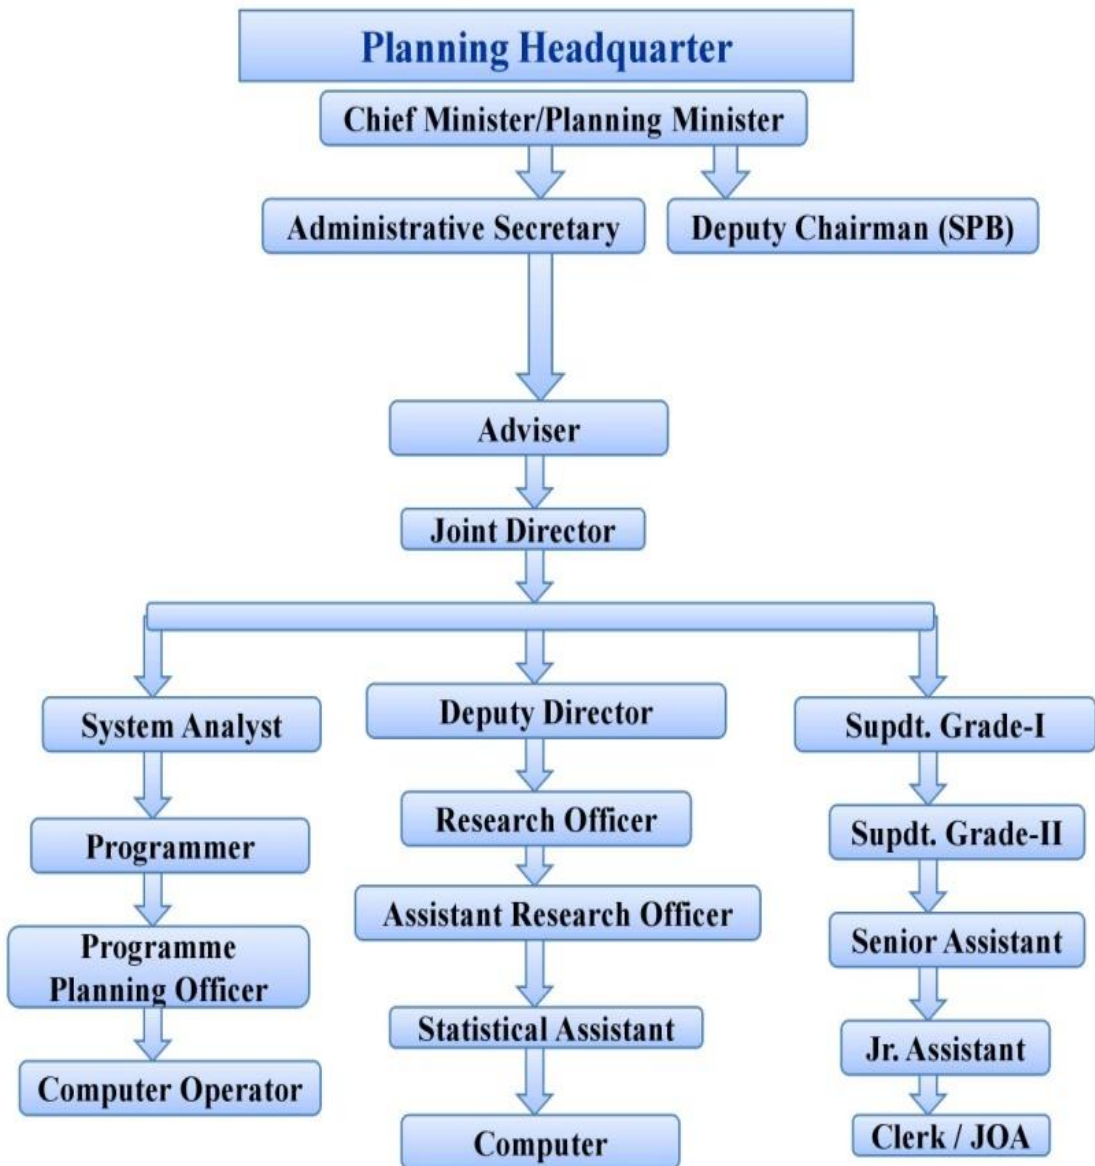 Planning Headquarter
Chief Minister/Planning Minister
Administrative Secretary
Deputy Chairman (SPB)
Adviser
Joint Director
System Analyst
Deputy Director
Supdt. Grade-I
Programmer
Research Officer
Supdt. Grade-II
Programme
Planning Officer
Assistant Research Officer
Senior Assistant
Computer Operator
Statistical Assistant
Jr. Assistant
Computer
Clerk / JOA